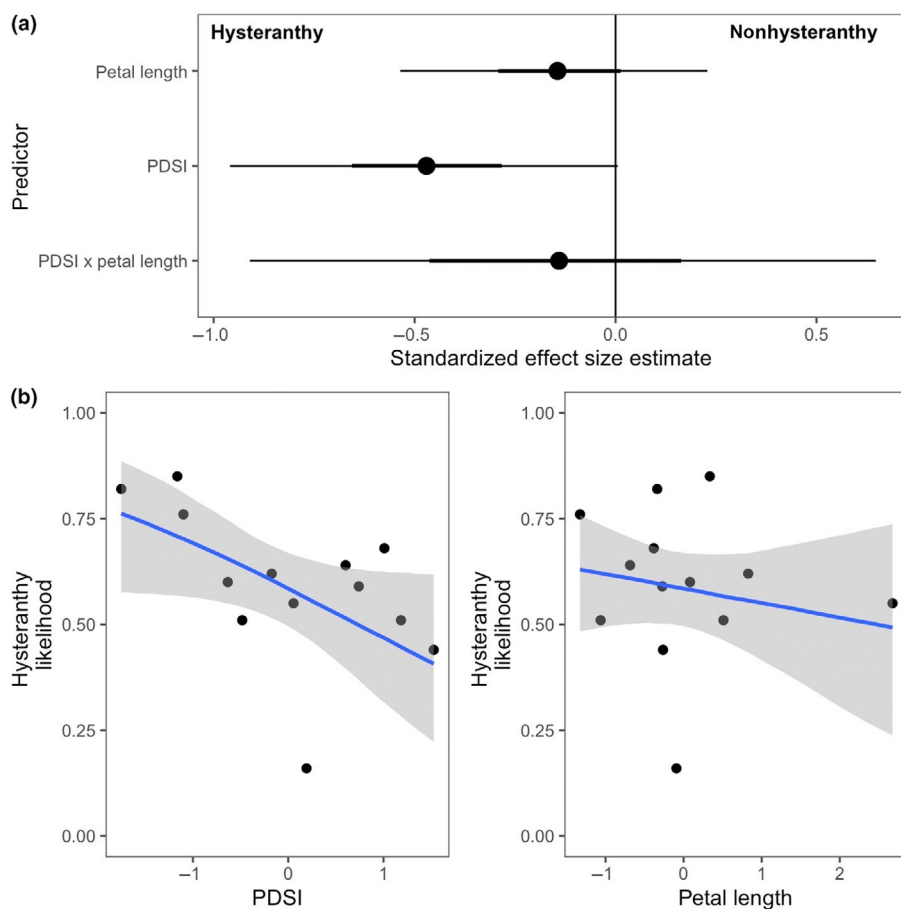 (a)
Hysteranthy
Nonhysteranthy
Petal length
PDSI
PDSI x petal length
Predictor
−1.0
−0.5
0.0
0.5
Standardized effect size estimate
(b)
1.00
0.75
0.50
0.25
0.00
Hysteranthy
likelihood
−1
0
1
PDSI
1.00
0.75
0.50
0.25
0.00
Hysteranthy
likelihood
−1
0
1
2
Petal length